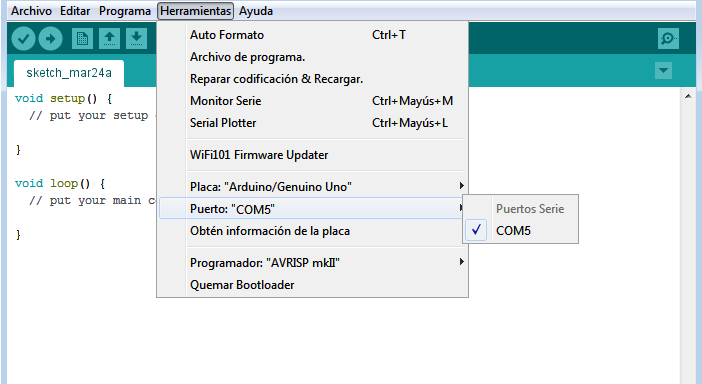 Archivo Editar Programa Herramientas Ayuda
sketch_mar24a
void setup() {
// put your setup
}
void loop() {
// put your main
}
Auto Formato Ctrl+T
Archivo de programa.
Reparar codificación & Recargar.
Monitor Serie Ctrl+Mayús+M
Serial Plotter Ctrl+Mayús+L
WiFi101 Firmware Updater
Placa: "Arduino/Genuino Uno"
Puerto: "COM5"
Obtén información de la placa
Programador: "AVRISP mkII"
Quemar Bootloader
Puertos Serie
COM5